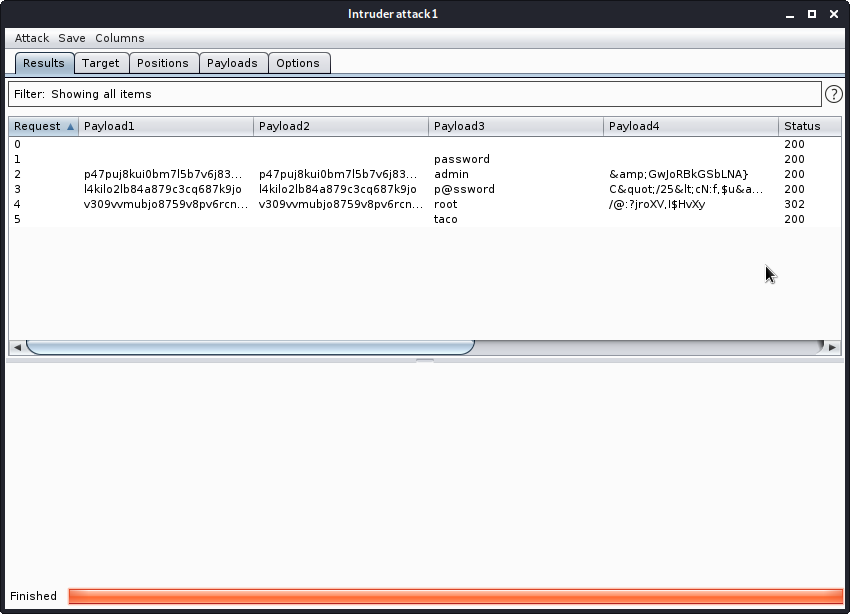 Intruder attack1
Attack Save Columns
Results Target Positions Payloads Options
Filter: Showing all items ?
Request Payload1 Payload2 Payload3 Payload4 Status
0 200
1 password 200
2 p47puj8kui0bm7l5b7v6j83... p47puj8kui0bm7l5b7v6j83... admin &amp;GwJoRBkGSbLNA} 200
3 l4kilo2lb84a879c3cq687k9jo l4kilo2lb84a879c3cq687k9jo p@ssword C&quot;/25&lt;cN:f,$u&a... 200
4 v309vvmubjo8759v8pv6rcn... v309vvmubjo8759v8pv6rcn... root /@:?jroXV,I$HvXy 302
5 taco 200
Finished